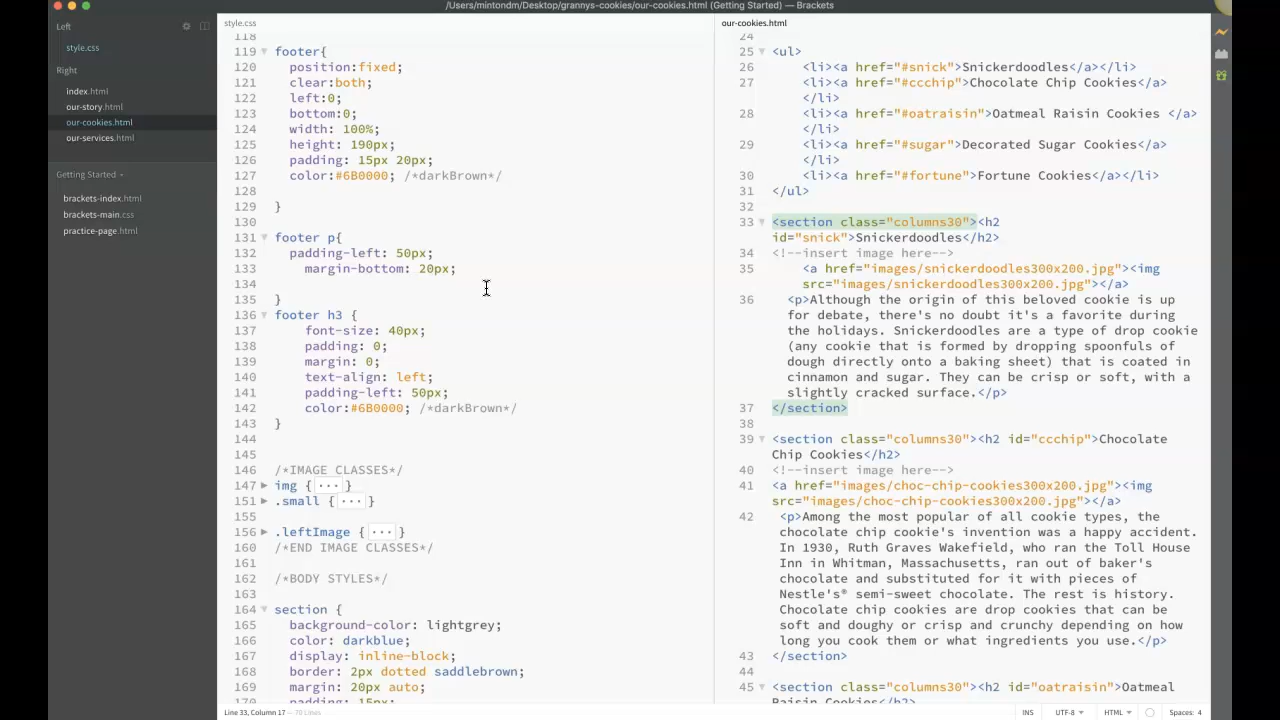 /Users/mintondm/Desktop/grannys-cookies/our-cookies.html (Getting Started) — Brackets
Left
style.css
Right
index.html
our-story.html
our-cookies.html
our-services.html
Getting Started
brackets-index.html
brackets-main.css
practice-page.html
style.css
118
119 footer{
120 position:fixed;
121 clear:both;
122 left:0;
123 bottom:0;
124 width: 100%;
125 height: 190px;
126 padding: 15px 20px;
127 color:#6B0000; /*darkBrown*/
128
129 }
130
131 footer p{
132 padding-left: 50px;
133 margin-bottom: 20px;
134
135 }
136 footer h3 {
137 font-size: 40px;
138 padding: 0;
139 margin: 0;
140 text-align: left;
141 padding-left: 50px;
142 color:#6B0000; /*darkBrown*/
143 }
144
145
146 /*IMAGE CLASSES*/
147 img { ... }
151 .small { ... }
155
156 .leftImage { ... }
160 /*END IMAGE CLASSES*/
161
162 /*BODY STYLES*/
163
164 section {
165 background-color: lightgrey;
166 color: darkblue;
167 display: inline-block;
168 border: 2px dotted saddlebrown;
169 margin: 20px auto;
170 padding: 15px;
our-cookies.html
24
25 <ul>
26 <li><a href="#snick">Snickerdoodles</a></li>
27 <li><a href="#ccchip">Chocolate Chip Cookies</a>
</li>
28 <li><a href="#oatraisin">Oatmeal Raisin Cookies </a>
</li>
29 <li><a href="#sugar">Decorated Sugar Cookies</a>
</li>
30 <li><a href="#fortune">Fortune Cookies</a></li>
31 </ul>
32
33 <section class="columns30"><h2
id="snick">Snickerdoodles</h2>
34 <!--insert image here-->
35 <a href="images/snickerdoodles300x200.jpg"><img
src="images/snickerdoodles300x200.jpg"></a>
36 <p>Although the origin of this beloved cookie is up
for debate, there's no doubt it's a favorite during
the holidays. Snickerdoodles are a type of drop cookie
(any cookie that is formed by dropping spoonfuls of
dough directly onto a baking sheet) that is coated in
cinnamon and sugar. They can be crisp or soft, with a
slightly cracked surface.</p>
37 </section>
38
39 <section class="columns30"><h2 id="ccchip">Chocolate
Chip Cookies</h2>
40 <!--insert image here-->
41 <a href="images/choc-chip-cookies300x200.jpg"><img
src="images/choc-chip-cookies300x200.jpg"></a>
42 <p>Among the most popular of all cookie types, the
chocolate chip cookie's invention was a happy accident.
In 1930, Ruth Graves Wakefield, who ran the Toll House
Inn in Whitman, Massachusetts, ran out of baker's
chocolate and substituted for it with pieces of
Nestle's® semi-sweet chocolate. The rest is history.
Chocolate chip cookies are drop cookies that can be
soft and doughy or crisp and crunchy depending on how
long you cook them or what ingredients you use.</p>
43 </section>
44
45 <section class="columns30"><h2 id="oatraisin">Oatmeal
Raisin Cookies</h2>
Line 33, Column 17 — 70 Lines
INS
UTF-8
HTML
Spaces: 4